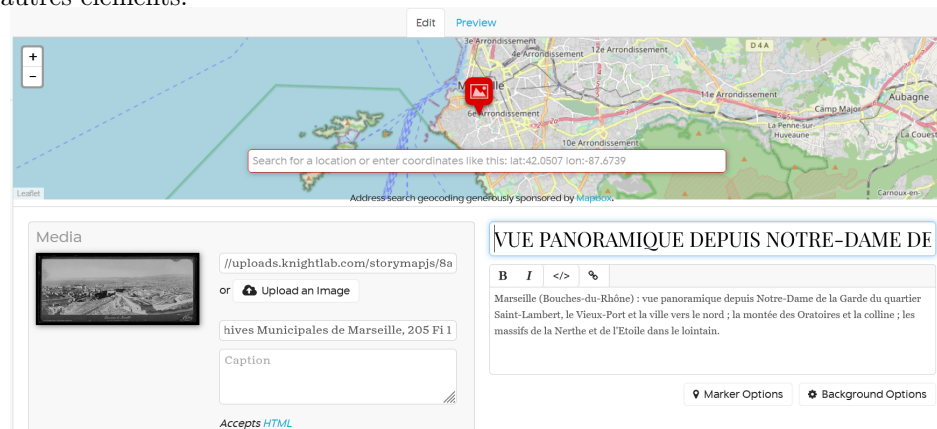 autres éléments.
Edit Preview
+
−
3e Arrondissement
4e Arrondissement 12e Arrondissement
D 4 A
11e Arrondissement
Aubagne
Camp Major
6e Arrondissement
La Penne-sur-
Huveaune
La Couest
10e Arrondissement
Search for a location or enter coordinates like this: lat:42.0507 lon:-87.6739
Leaflet
Carnoux-en-
Address search geocoding generously sponsored by Mapbox.
Media
VUE PANORAMIQUE DEPUIS NOTRE-DAME DE
//uploads.knightlab.com/storymapjs/8a
or Upload an Image
hives Municipales de Marseille, 205 Fi 1
Caption
Accepts HTML
B I </>
Marseille (Bouches-du-Rhône) : vue panoramique depuis Notre-Dame de la Garde du quartier
Saint-Lambert, le Vieux-Port et la ville vers le nord ; la montée des Oratoires et la colline ; les
massifs de la Nerthe et de l'Etoile dans le lointain.
Marker Options Background Options